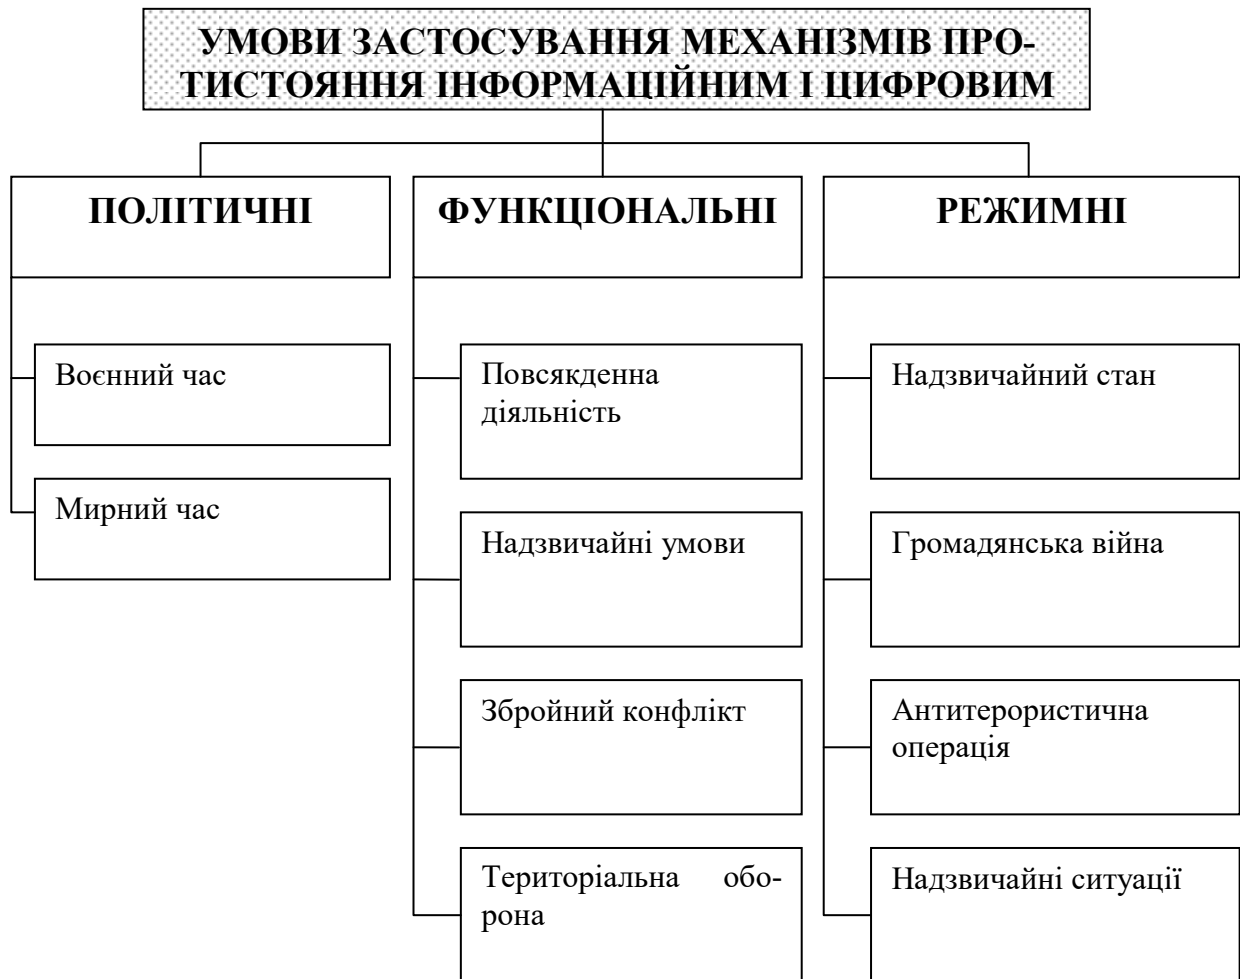 УМОВИ ЗАСТОСУВАННЯ МЕХАНІЗМІВ ПРО-
ТИСТОЯННЯ ІНФОРМАЦІЙНИМ І ЦИФРОВИМ
ПОЛІТИЧНІ
Воєнний час
Мирний час
ФУНКЦІОНАЛЬНІ
Повсякденна
діяльність
Надзвичайні умови
Збройний конфлікт
Територіальна обо-
рона
РЕЖИМНІ
Надзвичайний стан
Громадянська війна
Антитерористична
операція
Надзвичайні ситуації